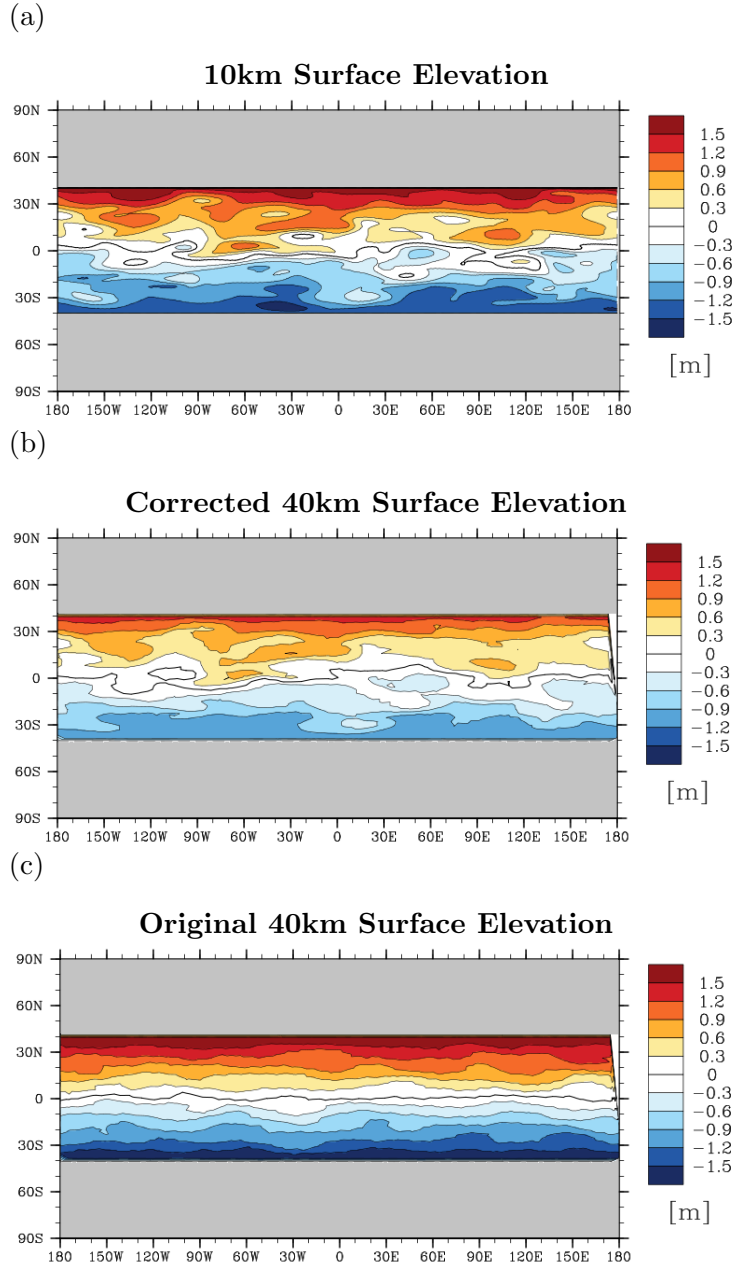 (a)
10km Surface Elevation
90N
60N
30N
0
30S
60S
90S
180 150W 120W 90W 60W 30W 0 30E 60E 90E 120E 150E 180
1.5
1.2
0.9
0.6
0.3
0
−0.3
−0.6
−0.9
−1.2
−1.5
[m]
(b)
Corrected 40km Surface Elevation
90N
60N
30N
0
30S
60S
90S
180 150W 120W 90W 60W 30W 0 30E 60E 90E 120E 150E 180
1.5
1.2
0.9
0.6
0.3
0
−0.3
−0.6
−0.9
−1.2
−1.5
[m]
(c)
Original 40km Surface Elevation
90N
60N
30N
0
30S
60S
90S
180 150W 120W 90W 60W 30W 0 30E 60E 90E 120E 150E 180
1.5
1.2
0.9
0.6
0.3
0
−0.3
−0.6
−0.9
−1.2
−1.5
[m]